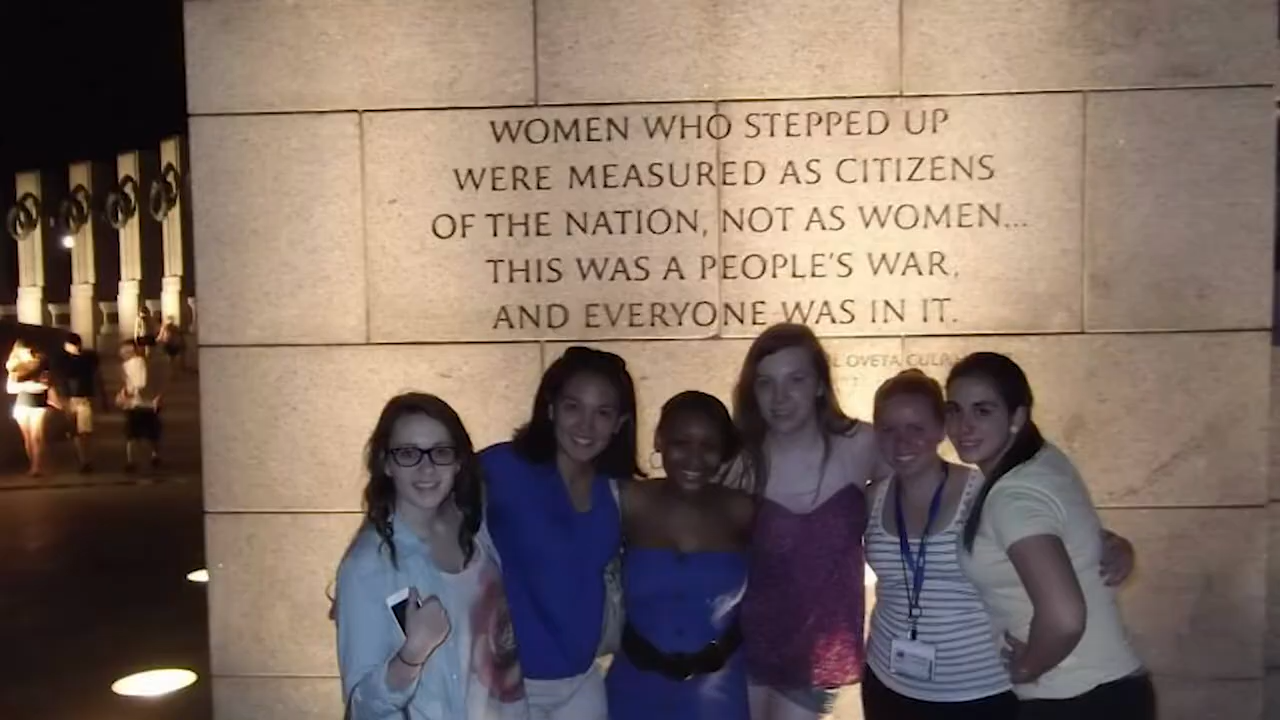 WOMEN WHO STEPPED UP
WERE MEASURED AS CITIZENS
OF THE NATION, NOT AS WOMEN...
THIS WAS A PEOPLE'S WAR,
AND EVERYONE WAS IN IT.
OVETA